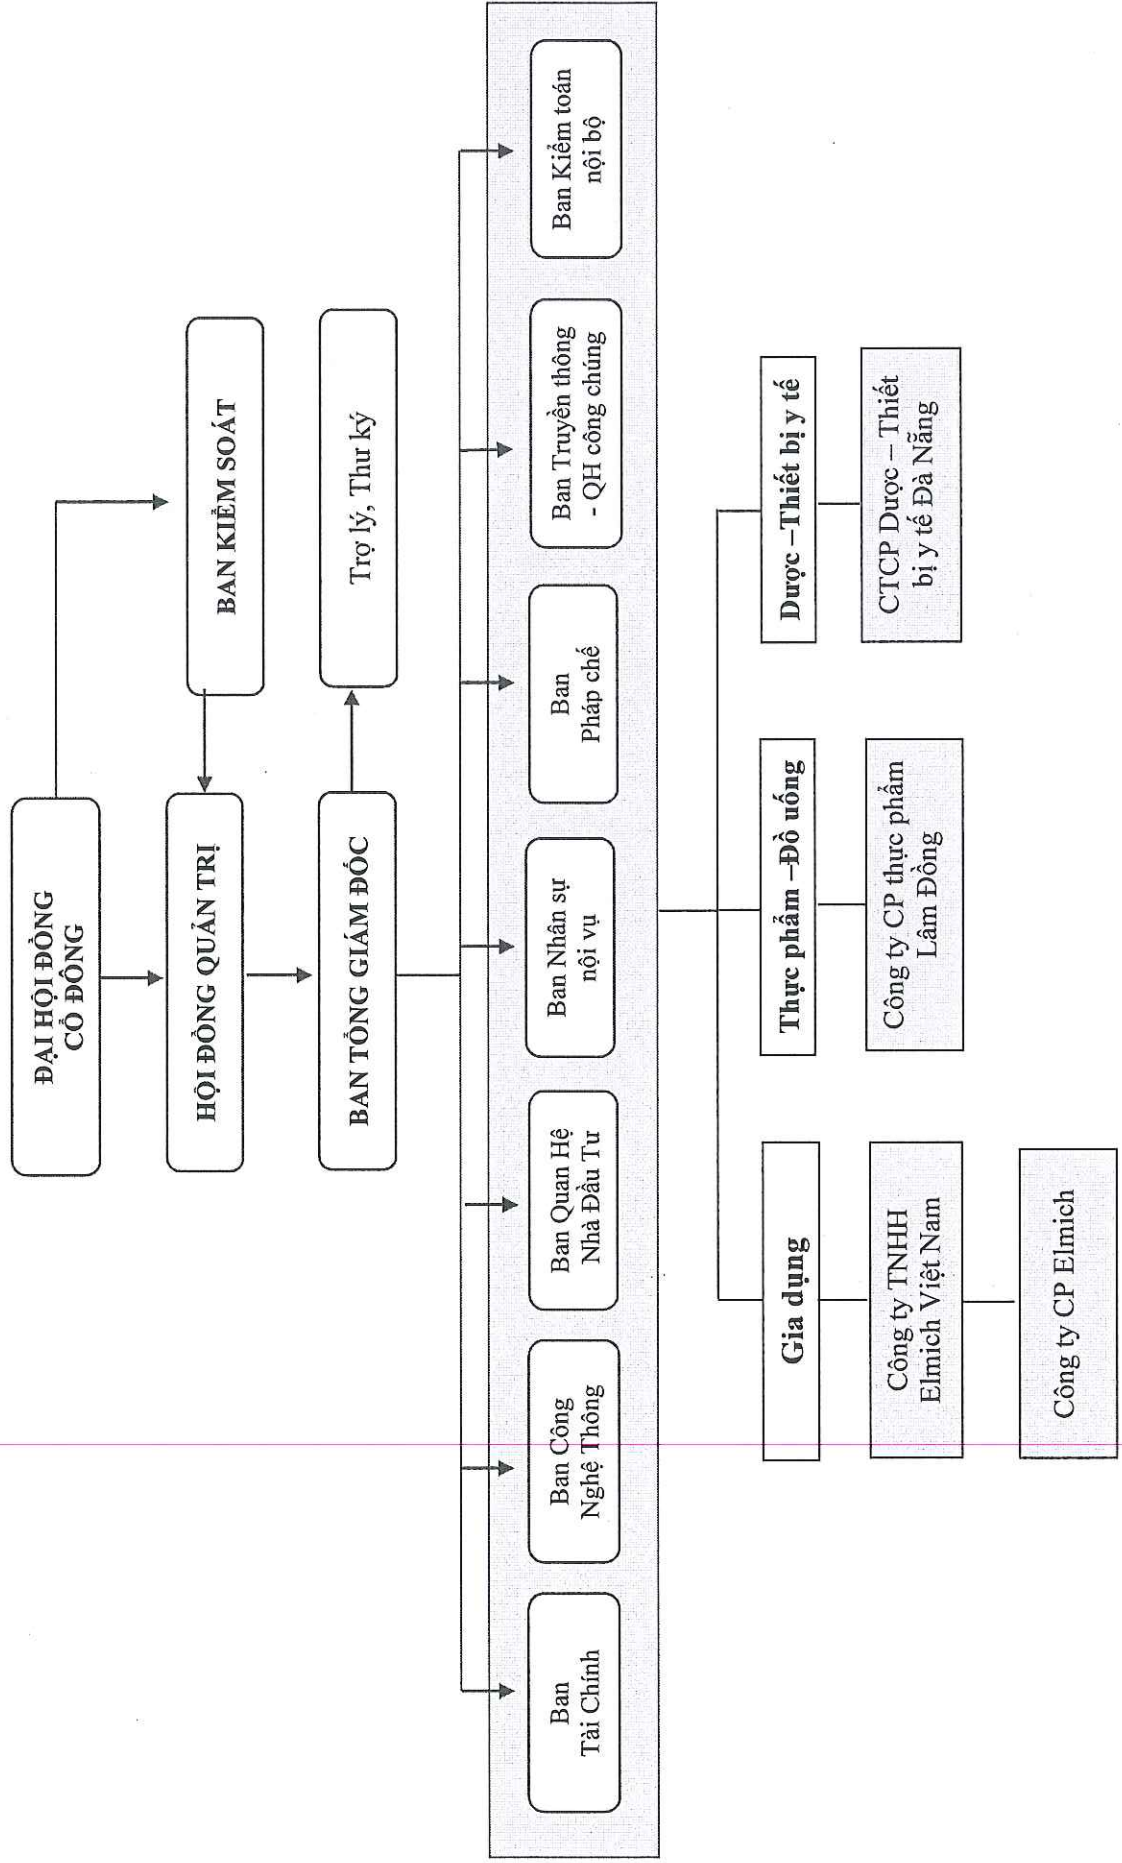 ĐẠI HỘI ĐỒNG
CỔ ĐÔNG
HỘI ĐỒNG QUẢN TRỊ
BAN KIỂM SOÁT
BAN TỔNG GIÁM ĐỐC
Trợ lý, Thư ký
Ban
Tài Chính
Ban Công
Nghệ Thông
Ban Quan Hệ
Nhà Đầu Tư
Ban Nhân sự
nội vụ
Ban
Pháp chế
Ban Truyền thông
- QH công chúng
Ban Kiểm toán
nội bộ
Gia dụng
Thực phẩm –Đồ uống
Dược –Thiết bị y tế
Công ty TNHH
Elmich Việt Nam
Công ty CP thực phẩm
Lâm Đồng
CTCP Dược – Thiết
bị y tế Đà Nẵng
Công ty CP Elmich